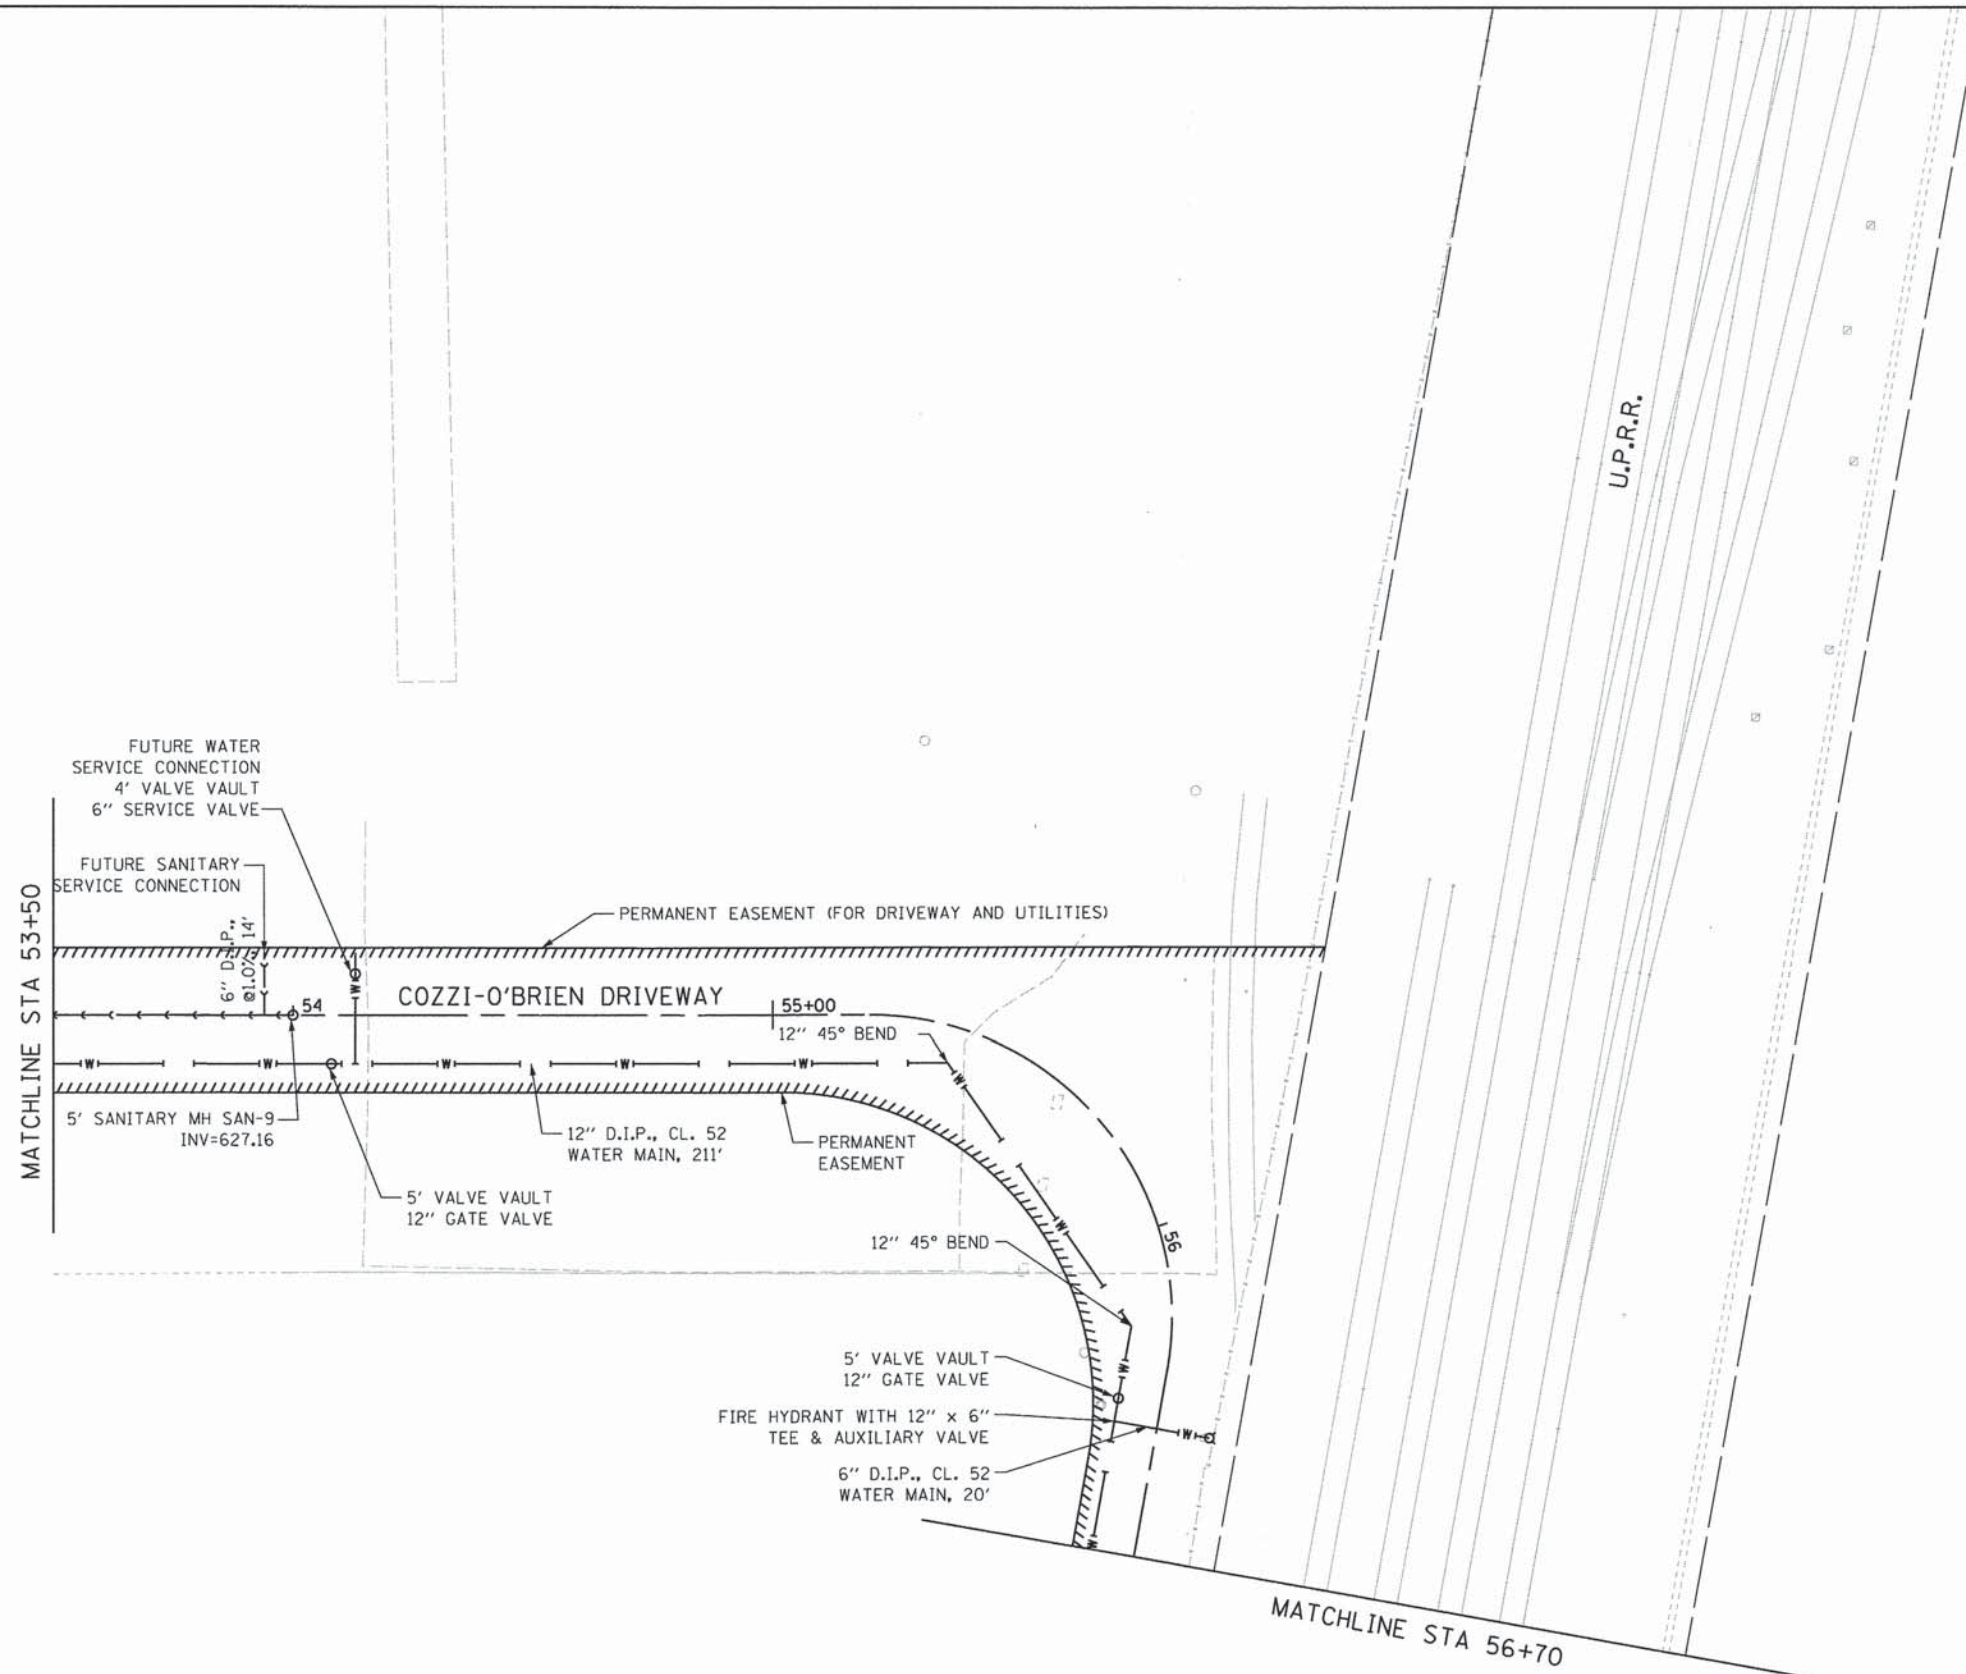 U.P.R.R.
FUTURE WATER
SERVICE CONNECTION
4' VALVE VAULT
6" SERVICE VALVE
FUTURE SANITARY
SERVICE CONNECTION
PERMANENT EASEMENT (FOR DRIVEWAY AND UTILITIES)
MATCHLINE STA 53+50
6" D.I.P.,
@1.0%, 14'
54
COZZI-O'BRIEN DRIVEWAY
55+00
12" 45° BEND
W
W
W
W
W
W
W
5' SANITARY MH SAN-9
INV=627.16
12" D.I.P., CL. 52
WATER MAIN, 211'
PERMANENT
EASEMENT
5' VALVE VAULT
12" GATE VALVE
W
56
12" 45° BEND
5' VALVE VAULT
12" GATE VALVE
W
FIRE HYDRANT WITH 12" x 6"
TEE & AUXILIARY VALVE
W
6" D.I.P., CL. 52
WATER MAIN, 20'
W
MATCHLINE STA 56+70